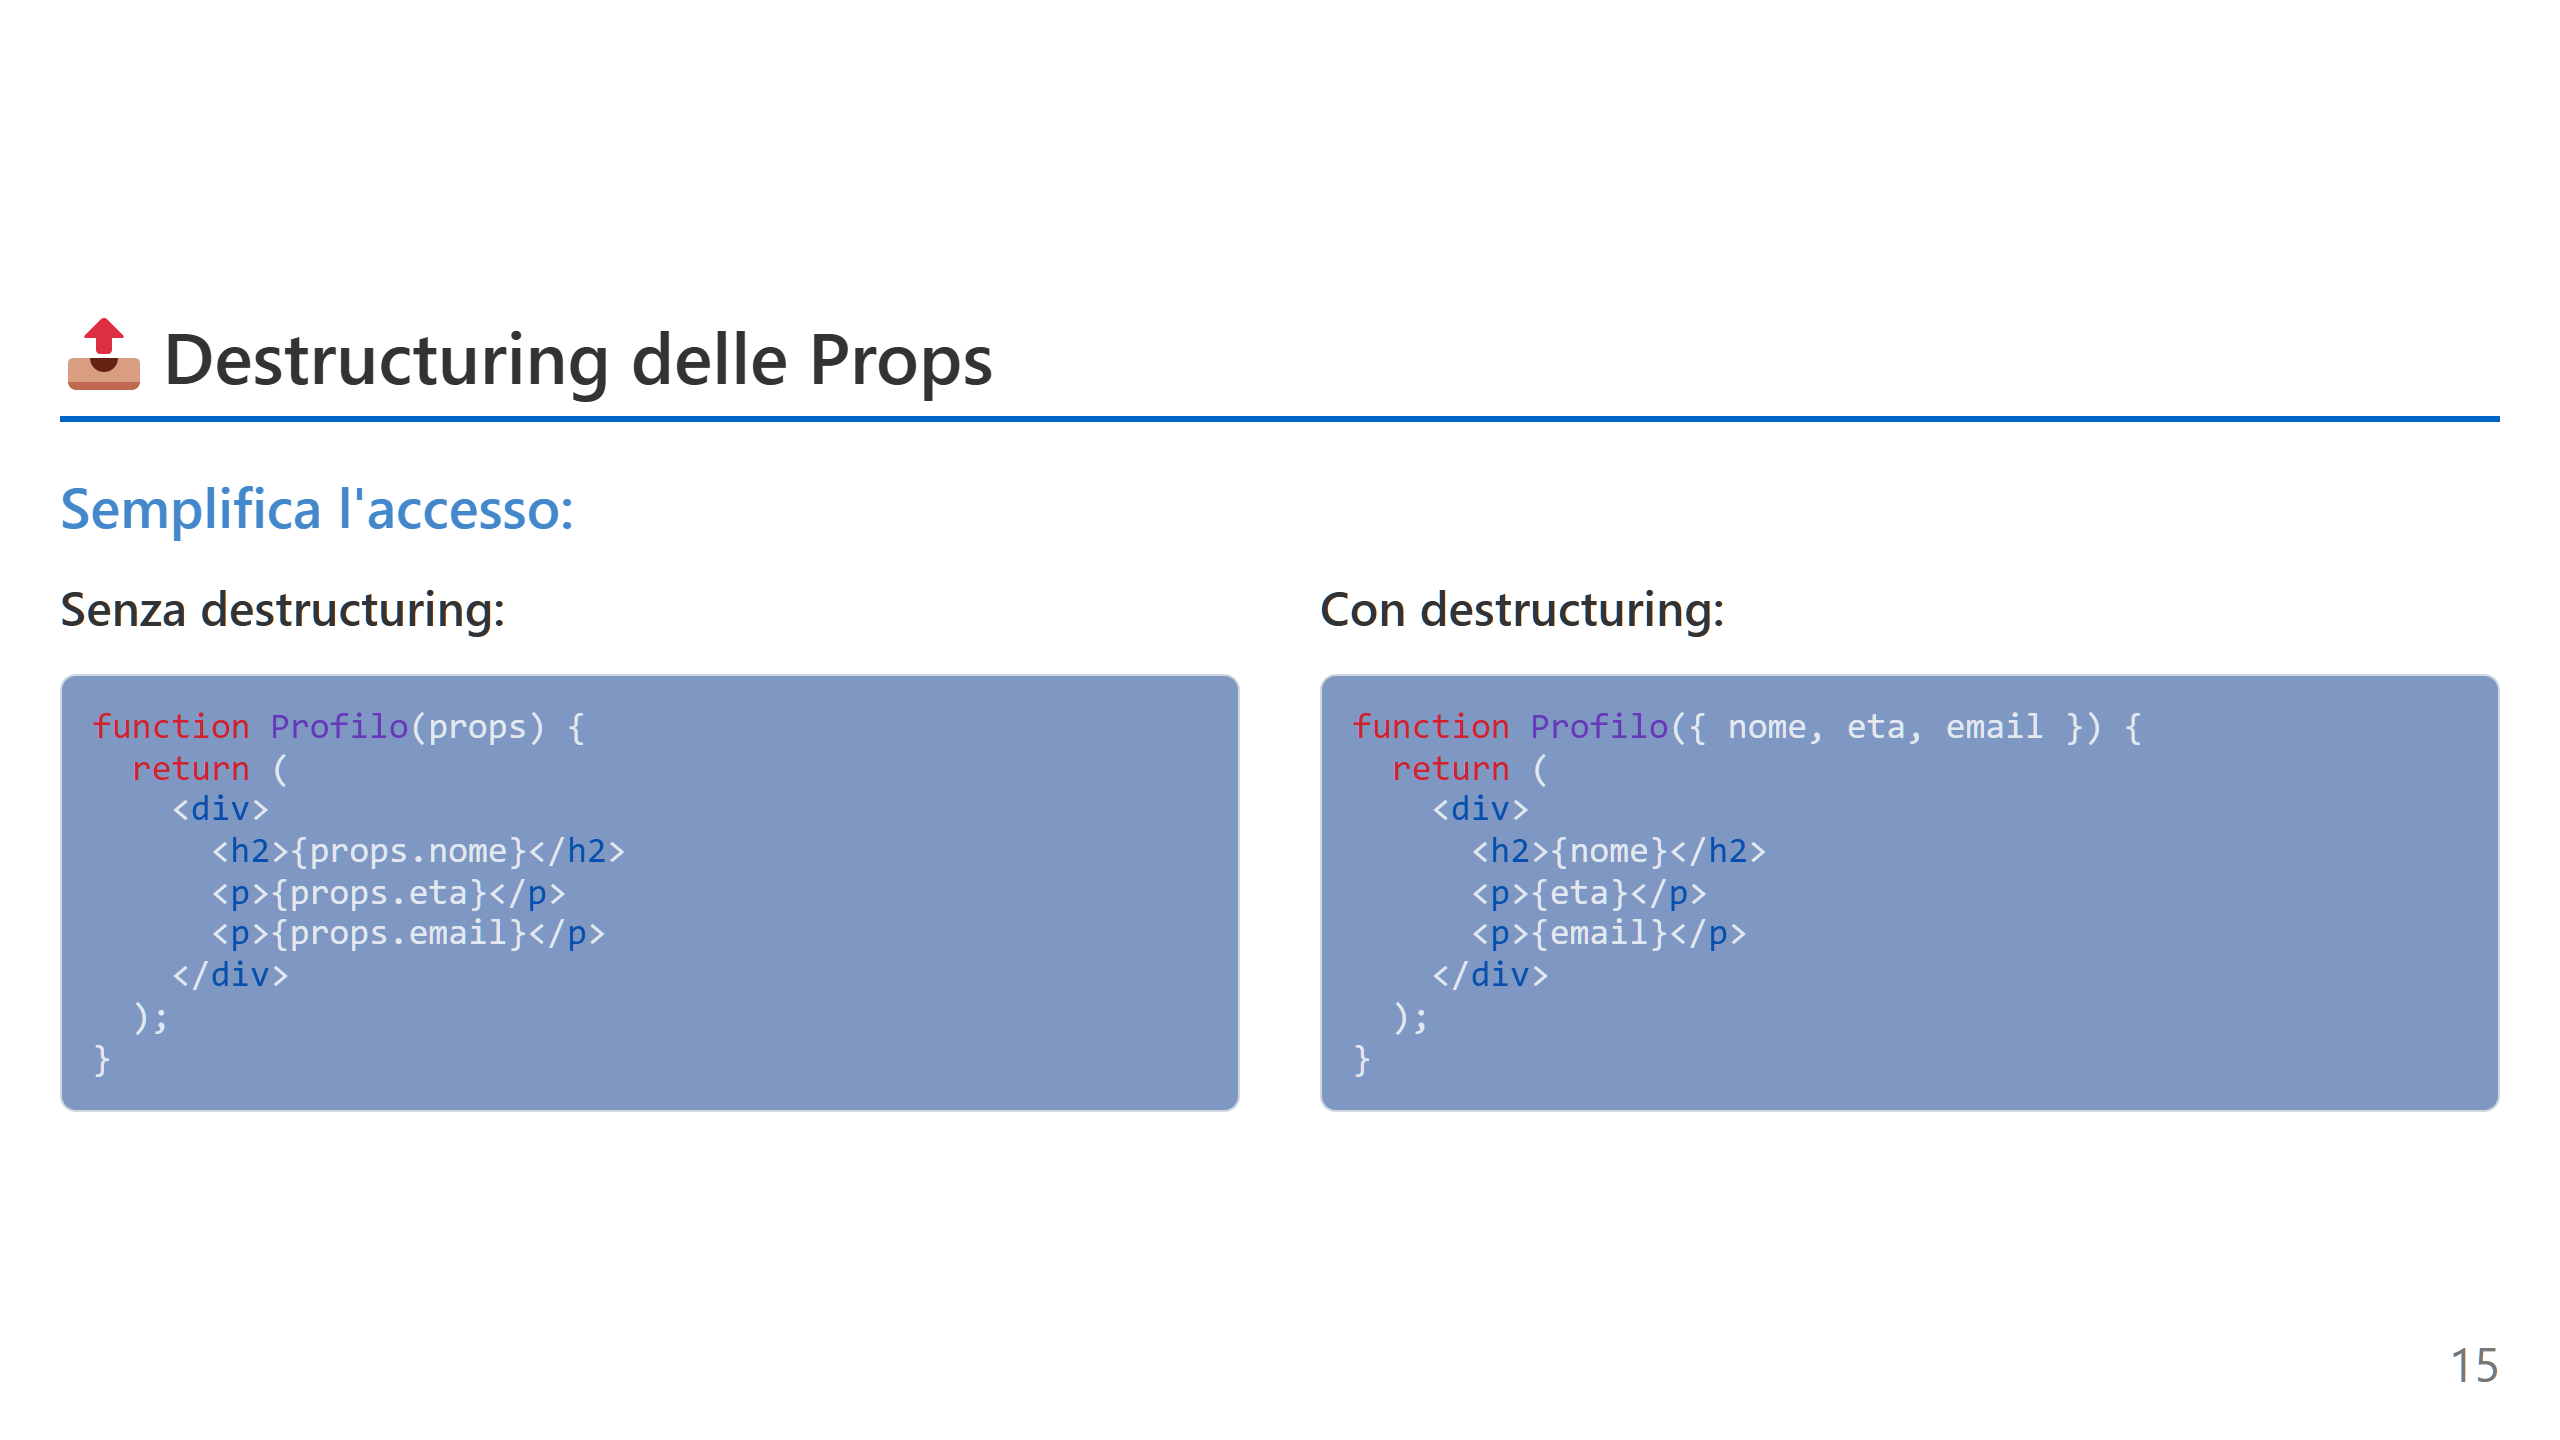 📤 Destructuring delle Props
Semplifica l'accesso:
Senza destructuring:
function Profilo(props) {
  return (
    <div>
      <h2>{props.nome}</h2>
      <p>{props.eta}</p>
      <p>{props.email}</p>
    </div>
  );
}
Con destructuring:
function Profilo({ nome, eta, email }) {
  return (
    <div>
      <h2>{nome}</h2>
      <p>{eta}</p>
      <p>{email}</p>
    </div>
  );
}
15